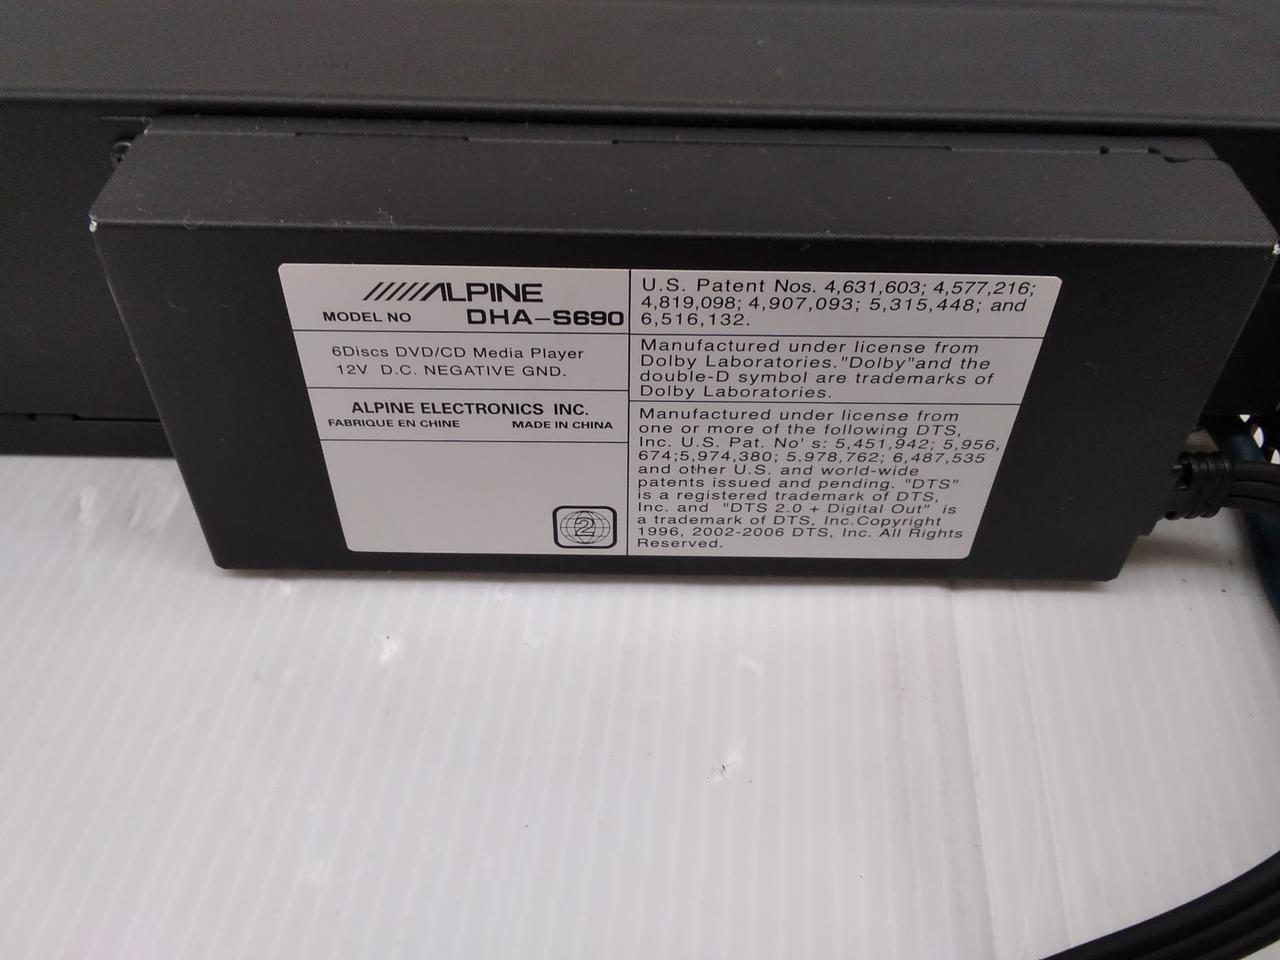 ALPINE
MODEL NO DHA-S690
6Discs DVD/CD Media Player
12V D.C. NEGATIVE GND.
ALPINE ELECTRONICS INC.
FABRIQUE EN CHINE MADE IN CHINA
2
U.S. Patent Nos. 4,631,603; 4,577,216;
4,819,098; 4,907,093; 5,315,448; and
6,516,132.
Manufactured under license from
Dolby Laboratories."Dolby"and the
double-D symbol are trademarks of
Dolby Laboratories.
Manufactured under license from
one or more of the following DTS,
Inc. U.S. Pat. No' s: 5,451,942; 5,956,
674;5,974,380; 5,978,762; 6,487,535
and other U.S. and world-wide
patents issued and pending. "DTS"
is a registered trademark of DTS,
Inc. and "DTS 2.0 + Digital Out" is
a trademark of DTS, Inc.Copyright
1996, 2002-2006 DTS, Inc. All Rights
Reserved.